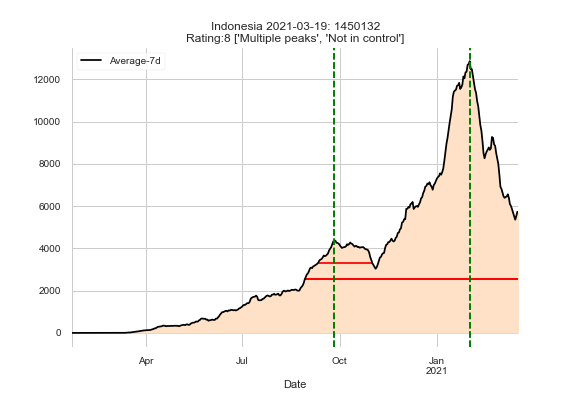 Indonesia 2021-03-19: 1450132
Rating:8 ['Multiple peaks', 'Not in control']
Average-7d
12000
10000
8000
6000
4000
2000
0
Apr
Jul
Oct
Jan
2021
Date